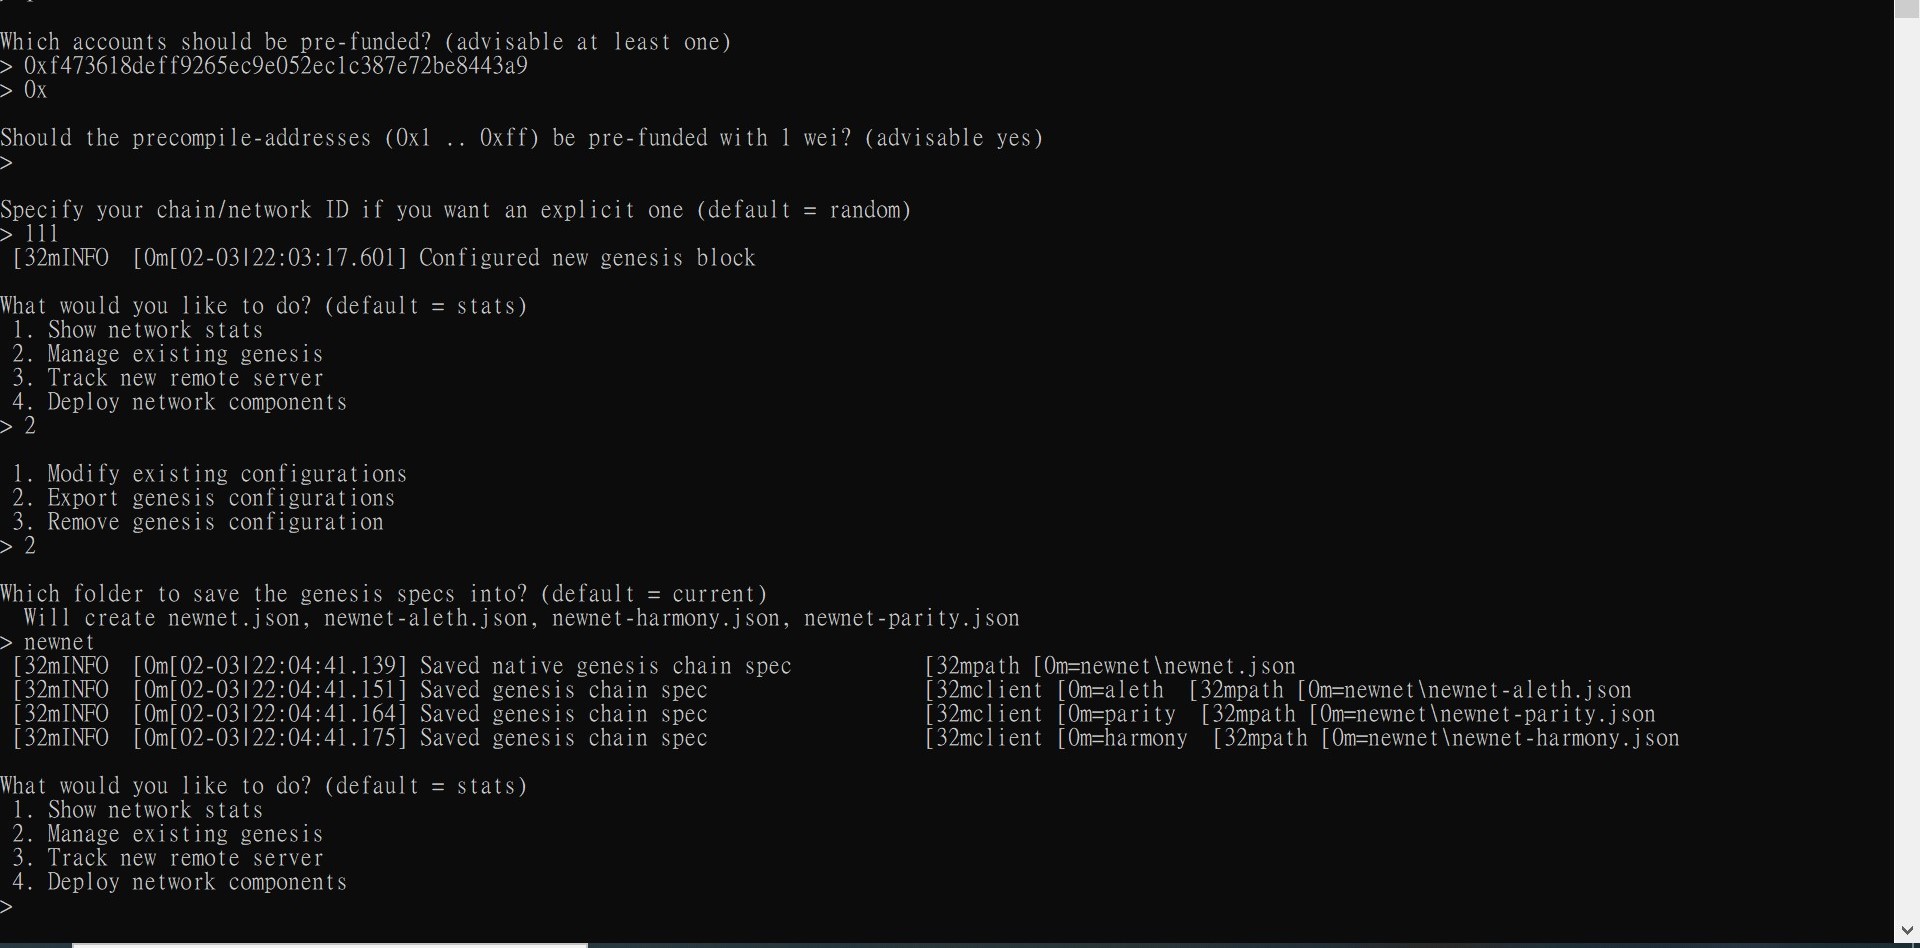 Which accounts should be pre-funded? (advisable at least one)
> 0xf473618deff9265ec9e052ec1c387e72be8443a9
> 0x
Should the precompile-addresses (0x1 .. 0xff) be pre-funded with 1 wei? (advisable yes)
>
Specify your chain/network ID if you want an explicit one (default = random)
> 111
[32mINFO [0m[02-03|22:03:17.601] Configured new genesis block
What would you like to do? (default = stats)
1. Show network stats
2. Manage existing genesis
3. Track new remote server
4. Deploy network components
> 2
1. Modify existing configurations
2. Export genesis configurations
3. Remove genesis configuration
> 2
Which folder to save the genesis specs into? (default = current)
Will create newnet.json, newnet-aleth.json, newnet-harmony.json, newnet-parity.json
> newnet
[32mINFO [0m[02-03|22:04:41.139] Saved native genesis chain spec [32mpath [0m=newnet\newnet.json
[32mINFO [0m[02-03|22:04:41.151] Saved genesis chain spec [32mclient [0m=aleth [32mpath [0m=newnet\newnet-aleth.json
[32mINFO [0m[02-03|22:04:41.164] Saved genesis chain spec [32mclient [0m=parity [32mpath [0m=newnet\newnet-parity.json
[32mINFO [0m[02-03|22:04:41.175] Saved genesis chain spec [32mclient [0m=harmony [32mpath [0m=newnet\newnet-harmony.json
What would you like to do? (default = stats)
1. Show network stats
2. Manage existing genesis
3. Track new remote server
4. Deploy network components
>